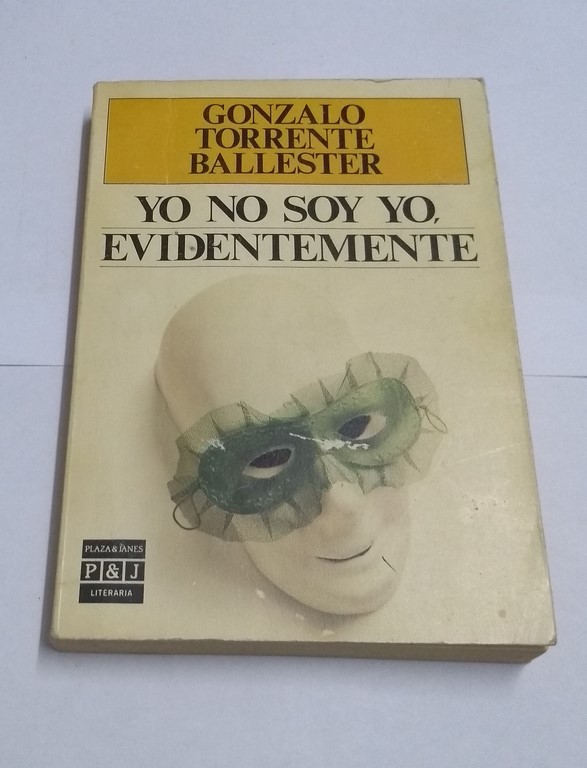 GONZALO
TORRENTE
BALLESTER
YO NO SOY YO,
EVIDENTEMENTE
PLAZA & JANES
P&J
LITERARIA